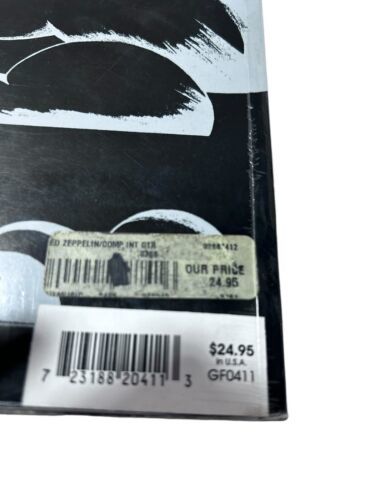 ED ZEPPELIN/COMP INT GTR
OUR PRICE
24.95
$24.95
in U.S.A.
GF0411
7 23188 20411 3